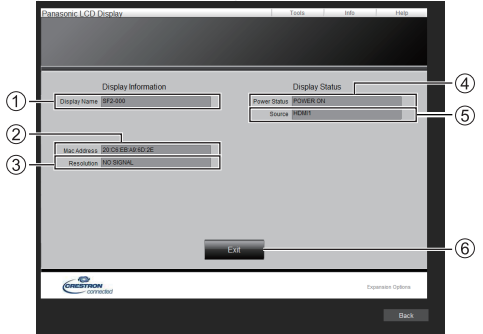 Panasonic LCD Display Tools Info Help
Display Information Display Status
④
① Display Name SF2-000 Power Status POWER ON
Source HDMI1 ⑤
②
Mac Address 20:C6:EB:A9:6D:2E
③ Resolution NO SIGNAL
Exit ⑥
CRESTRON
connected Expansion Options
Back